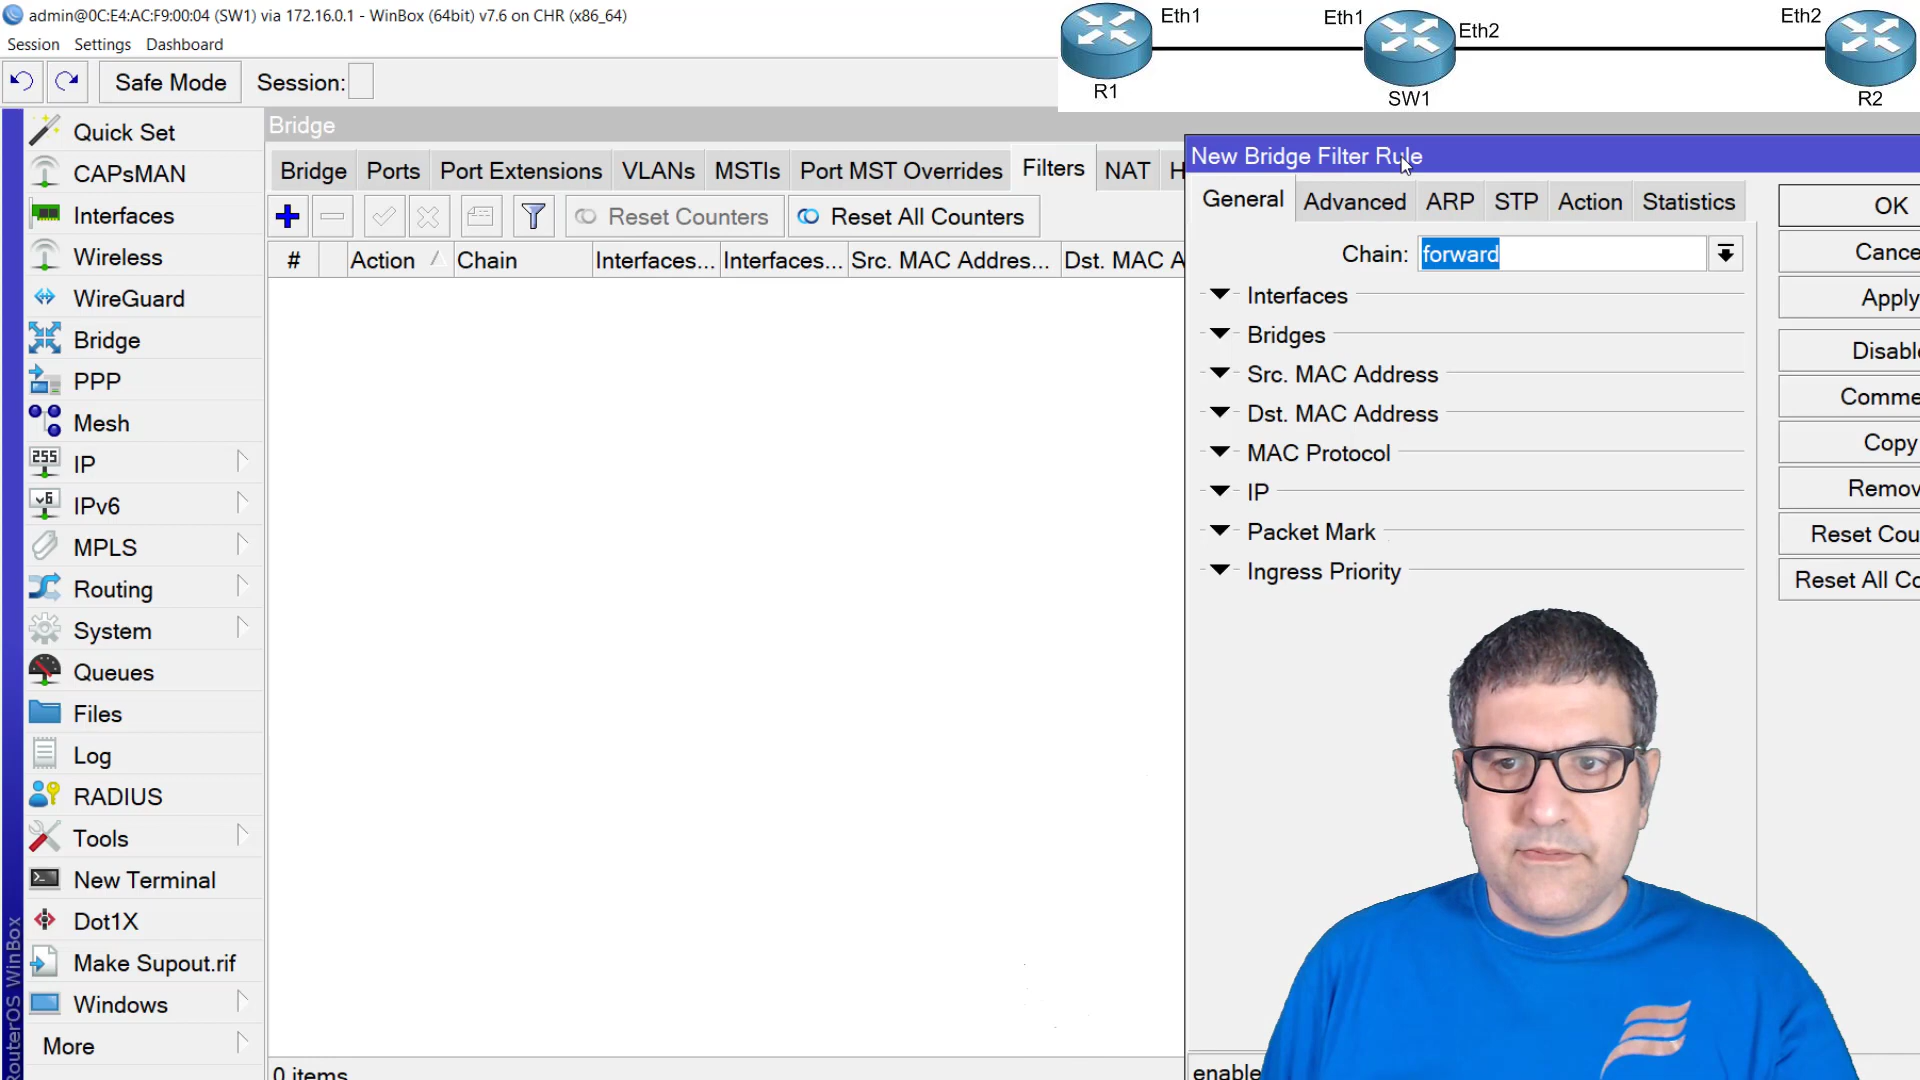 admin@0C:E4:AC:F9:00:04 (SW1) via 172.16.0.1 - WinBox (64bit) v7.6 on CHR (x86_64)
Session Settings Dashboard
Safe Mode Session:
Eth1 Eth1 Eth2 Eth2
R1 SW1 R2
Bridge
Bridge Ports Port Extensions VLANs MSTIs Port MST Overrides Filters NAT H
Reset Counters Reset All Counters
# Action Chain Interfaces... Interfaces... Src. MAC Addres... Dst. MAC A
0 items
New Bridge Filter Rule
General Advanced ARP STP Action Statistics
Chain: forward
Interfaces
Bridges
Src. MAC Address
Dst. MAC Address
MAC Protocol
IP
Packet Mark
Ingress Priority
enable
OK
Cance
Apply
Disable
Comme
Copy
Remov
Reset Cou
Reset All Co
Quick Set
CAPsMAN
Interfaces
Wireless
WireGuard
Bridge
PPP
Mesh
255 IP
v6 IPv6
MPLS
Routing
System
Queues
Files
Log
RADIUS
Tools
New Terminal
Dot1X
Make Supout.rif
Windows
More
RouterOS WinBox